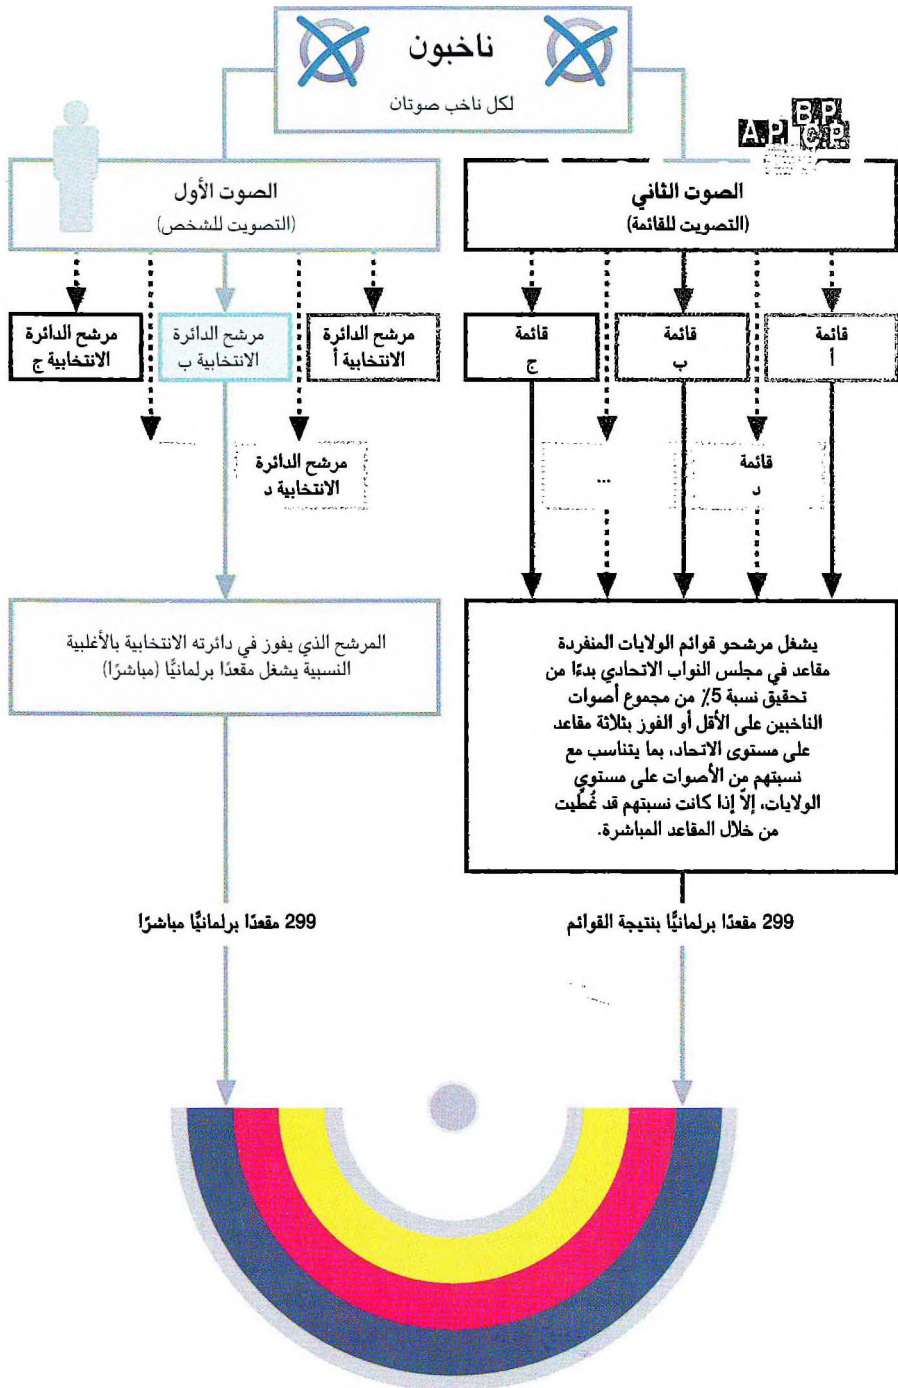 ناخبون
لكل ناخب صوتان
A.P. B.P. C.P.
الصوت الثاني
(التصويت للقائمة)
الصوت الأول
(التصويت للشخص)
قائمة
أ
قائمة
ب
قائمة
ج
مرشح الدائرة
الانتخابية أ
مرشح الدائرة
الانتخابية ب
مرشح الدائرة
الانتخابية ج
قائمة
د
...
مرشح الدائرة
الانتخابية د
يشغل مرشحو قوائم الولايات المنفردة
مقاعد في مجلس النواب الاتحادي بدءًا من
تحقيق نسبة 5٪ من مجموع أصوات
الناخبين على الأقل أو الفوز بثلاثة مقاعد
على مستوى الاتحاد، بما يتناسب مع
نسبتهم من الأصوات على مستوى
الولايات، إلاّ إذا كانت نسبتهم قد غُطّيت
من خلال المقاعد المباشرة.
المرشح الذي يفوز في دائرته الانتخابية بالأغلبية
النسبية يشغل مقعدًا برلمانيًّا (مباشرًا)
299 مقعدًا برلمانيًّا بنتيجة القوائم
299 مقعدًا برلمانيًّا مباشرًا